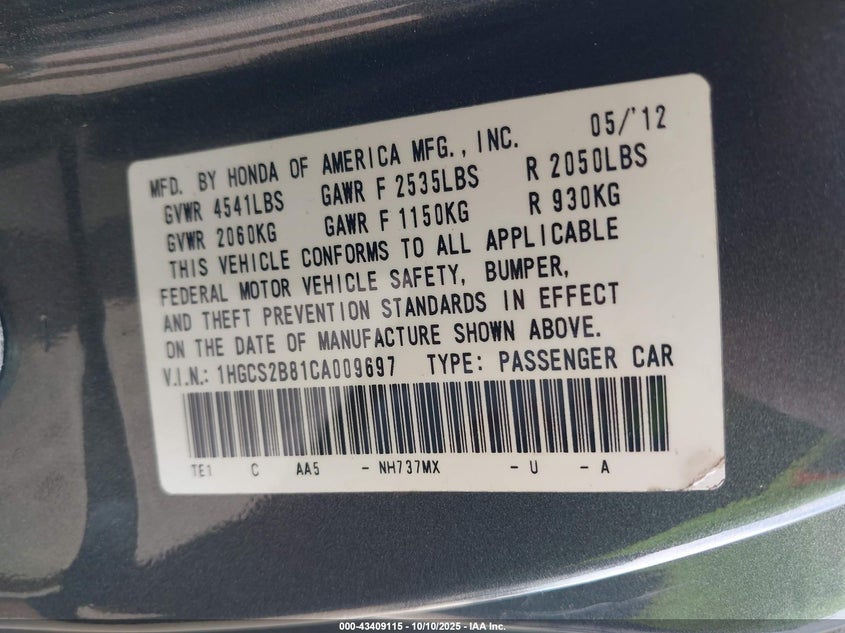 MFD. BY HONDA OF AMERICA MFG., INC. 05/'12
GVWR 4541LBS GAWR F 2535LBS R 2050LBS
GVWR 2060KG GAWR F 1150KG R 930KG
THIS VEHICLE CONFORMS TO ALL APPLICABLE
FEDERAL MOTOR VEHICLE SAFETY, BUMPER,
AND THEFT PREVENTION STANDARDS IN EFFECT
ON THE DATE OF MANUFACTURE SHOWN ABOVE.
V.I.N.: 1HGCS2B81CA009697 TYPE: PASSENGER CAR
TE1 C AA5 - NH737MX - U - A
000-43409115 - 10/10/2025 - IAA Inc.